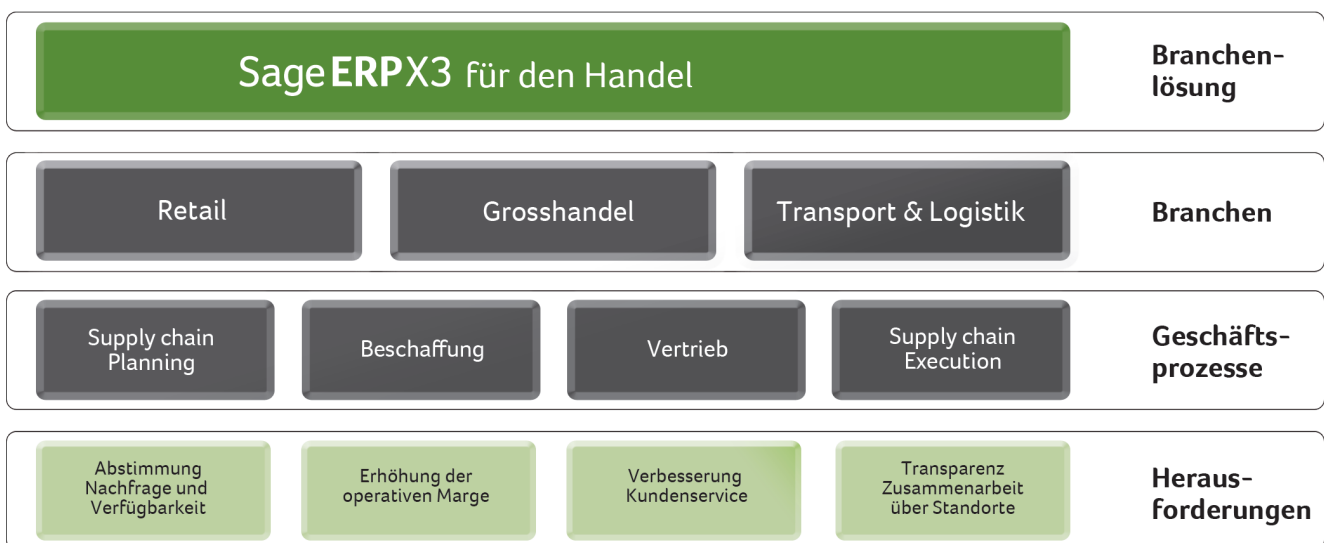 Sage ERP X3 für den Handel
Branchen-
lösung
Retail
Grosshandel
Transport & Logistik
Branchen
Supply chain
Planning
Beschaffung
Vertrieb
Supply chain
Execution
Geschäfts-
prozesse
Abstimmung
Nachfrage und
Verfügbarkeit
Erhöhung der
operativen Marge
Verbesserung
Kundenservice
Transparenz
Zusammenarbeit
über Standorte
Heraus-
forderungen